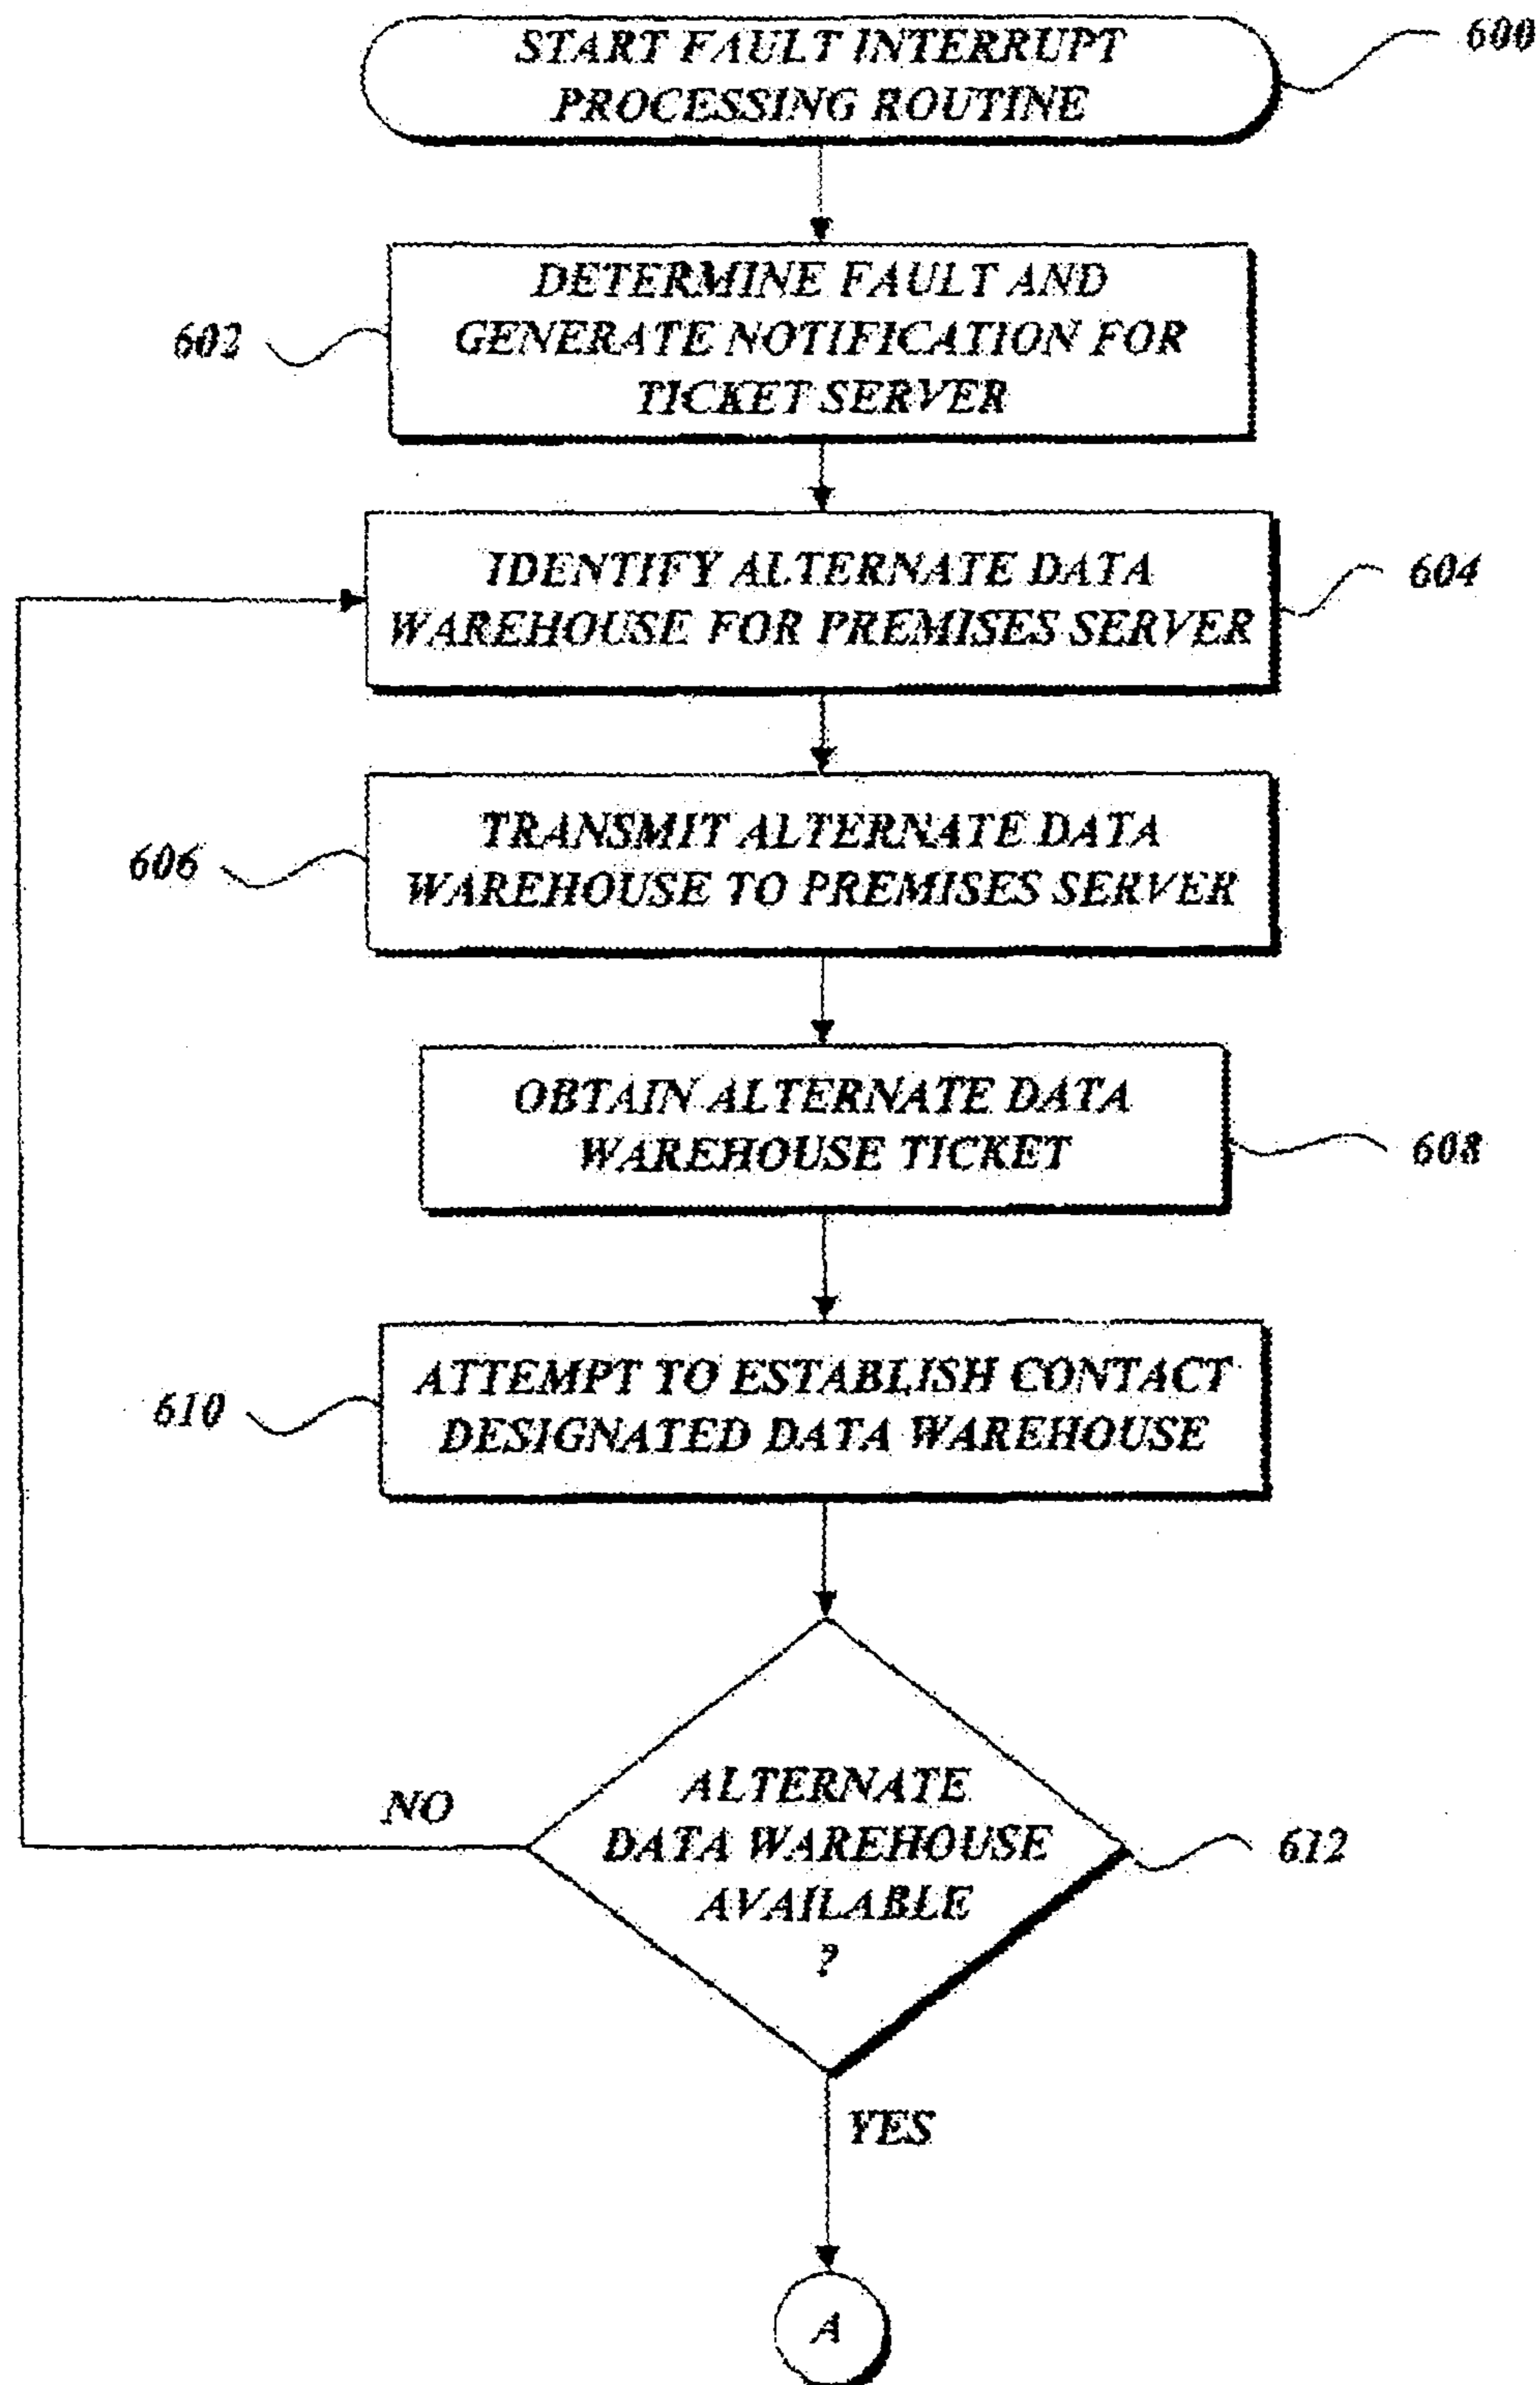 START FAULT INTERRUPT
PROCESSING ROUTINE
600
DETERMINE FAULT AND
GENERATE NOTIFICATION FOR
TICKET SERVER
602
IDENTIFY ALTERNATE DATA
WAREHOUSE FOR PREMISES SERVER
604
TRANSMIT ALTERNATE DATA
WAREHOUSE TO PREMISES SERVER
606
OBTAIN ALTERNATE DATA
WAREHOUSE TICKET
608
ATTEMPT TO ESTABLISH CONTACT
DESIGNATED DATA WAREHOUSE
610
NO
ALTERNATE
DATA WAREHOUSE
AVAILABLE
?
612
YES
A